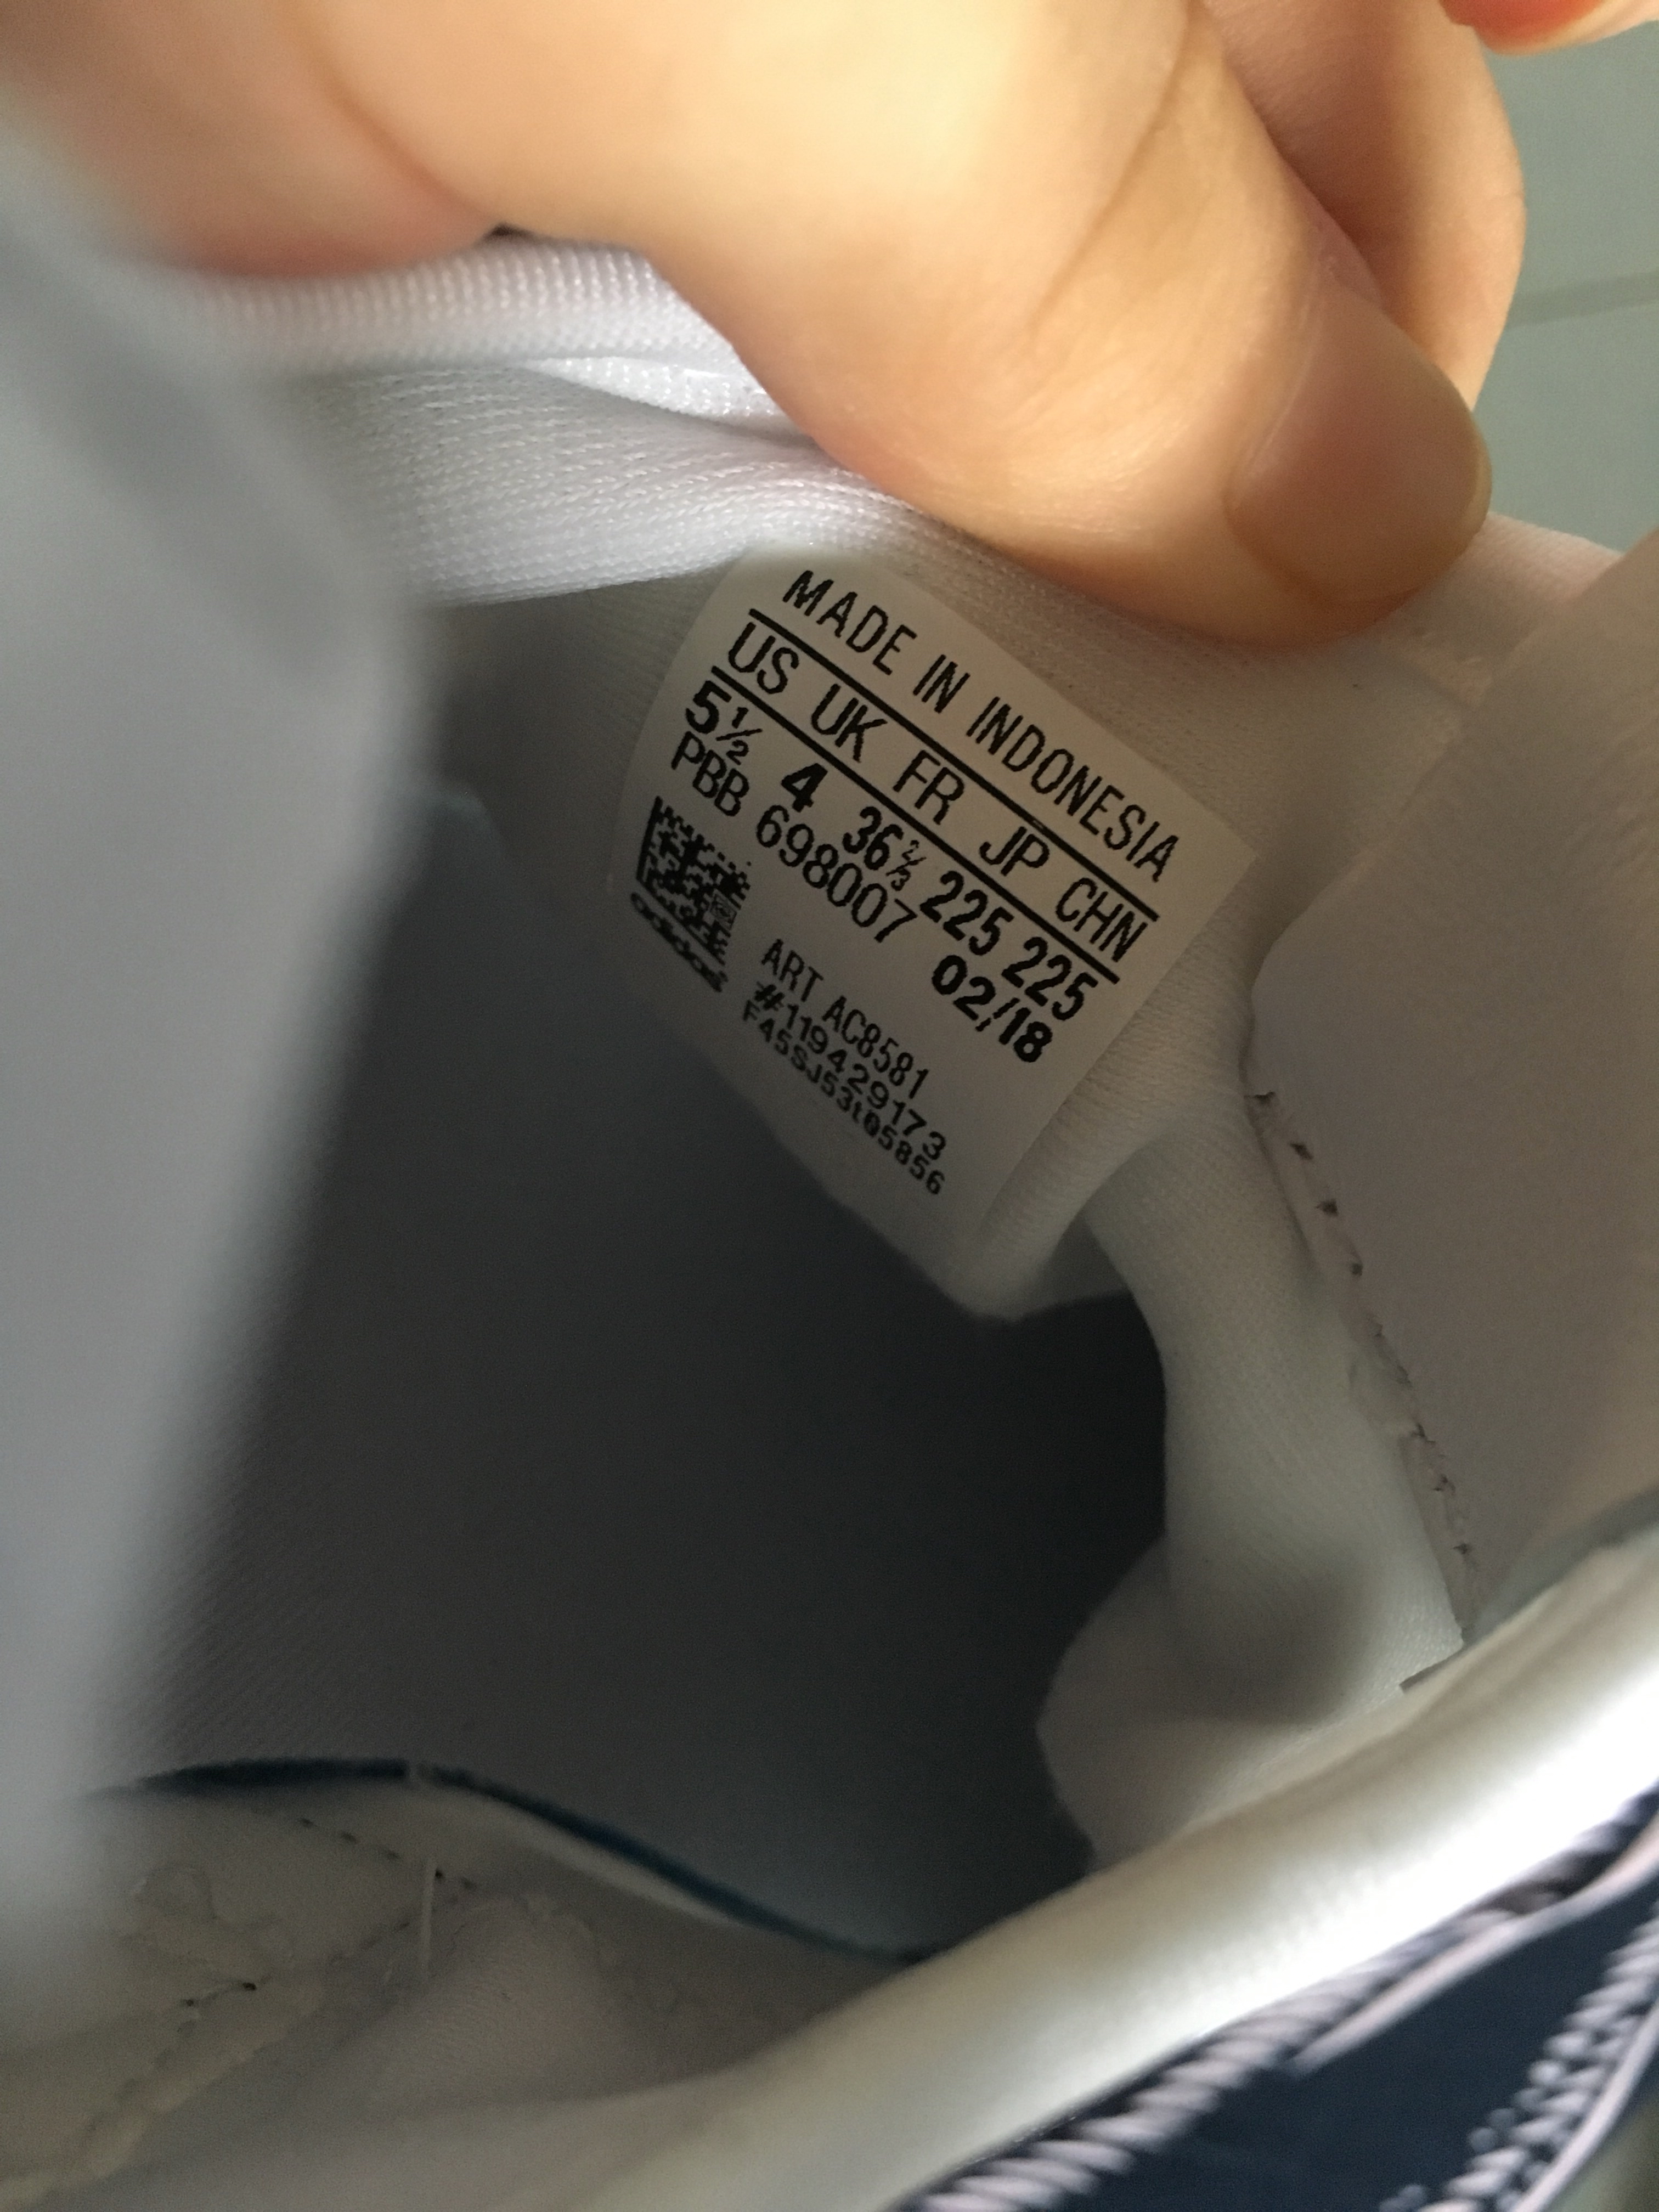 MADE IN INDONESIA
US UK FR JP CHN
5½ 4 36⅔ 225 225
PBB 698007 02/18
ART AC8581
#119429173
F45SJ53t05856
adidas